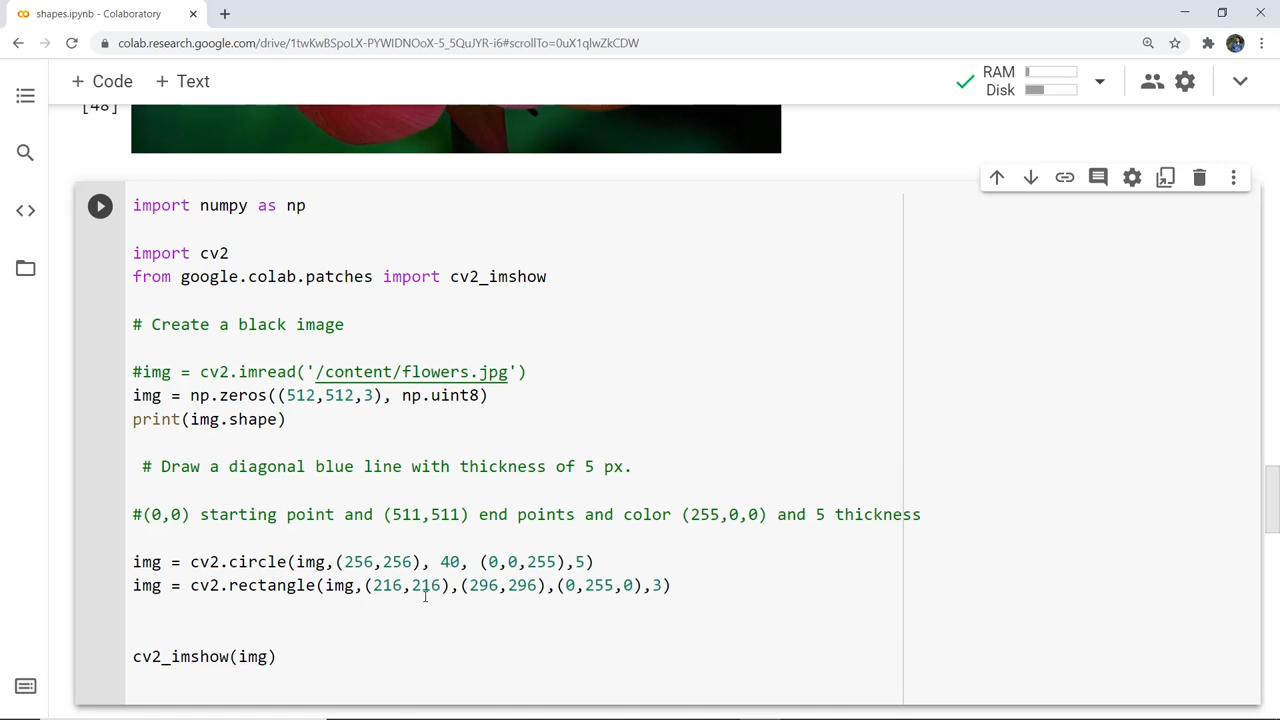 shapes.ipynb - Colaboratory
colab.research.google.com/drive/1twKwBSpoLX-PYWIDNOoX-5_5QuJYR-i6#scrollTo=0uX1qlwZkCDW
+ Code + Text
RAM
Disk
[48]
import numpy as np
import cv2
from google.colab.patches import cv2_imshow
# Create a black image
#img = cv2.imread('/content/flowers.jpg')
img = np.zeros((512,512,3), np.uint8)
print(img.shape)
# Draw a diagonal blue line with thickness of 5 px.
#(0,0) starting point and (511,511) end points and color (255,0,0) and 5 thickness
img = cv2.circle(img,(256,256), 40, (0,0,255),5)
img = cv2.rectangle(img,(216,216),(296,296),(0,255,0),3)
cv2_imshow(img)